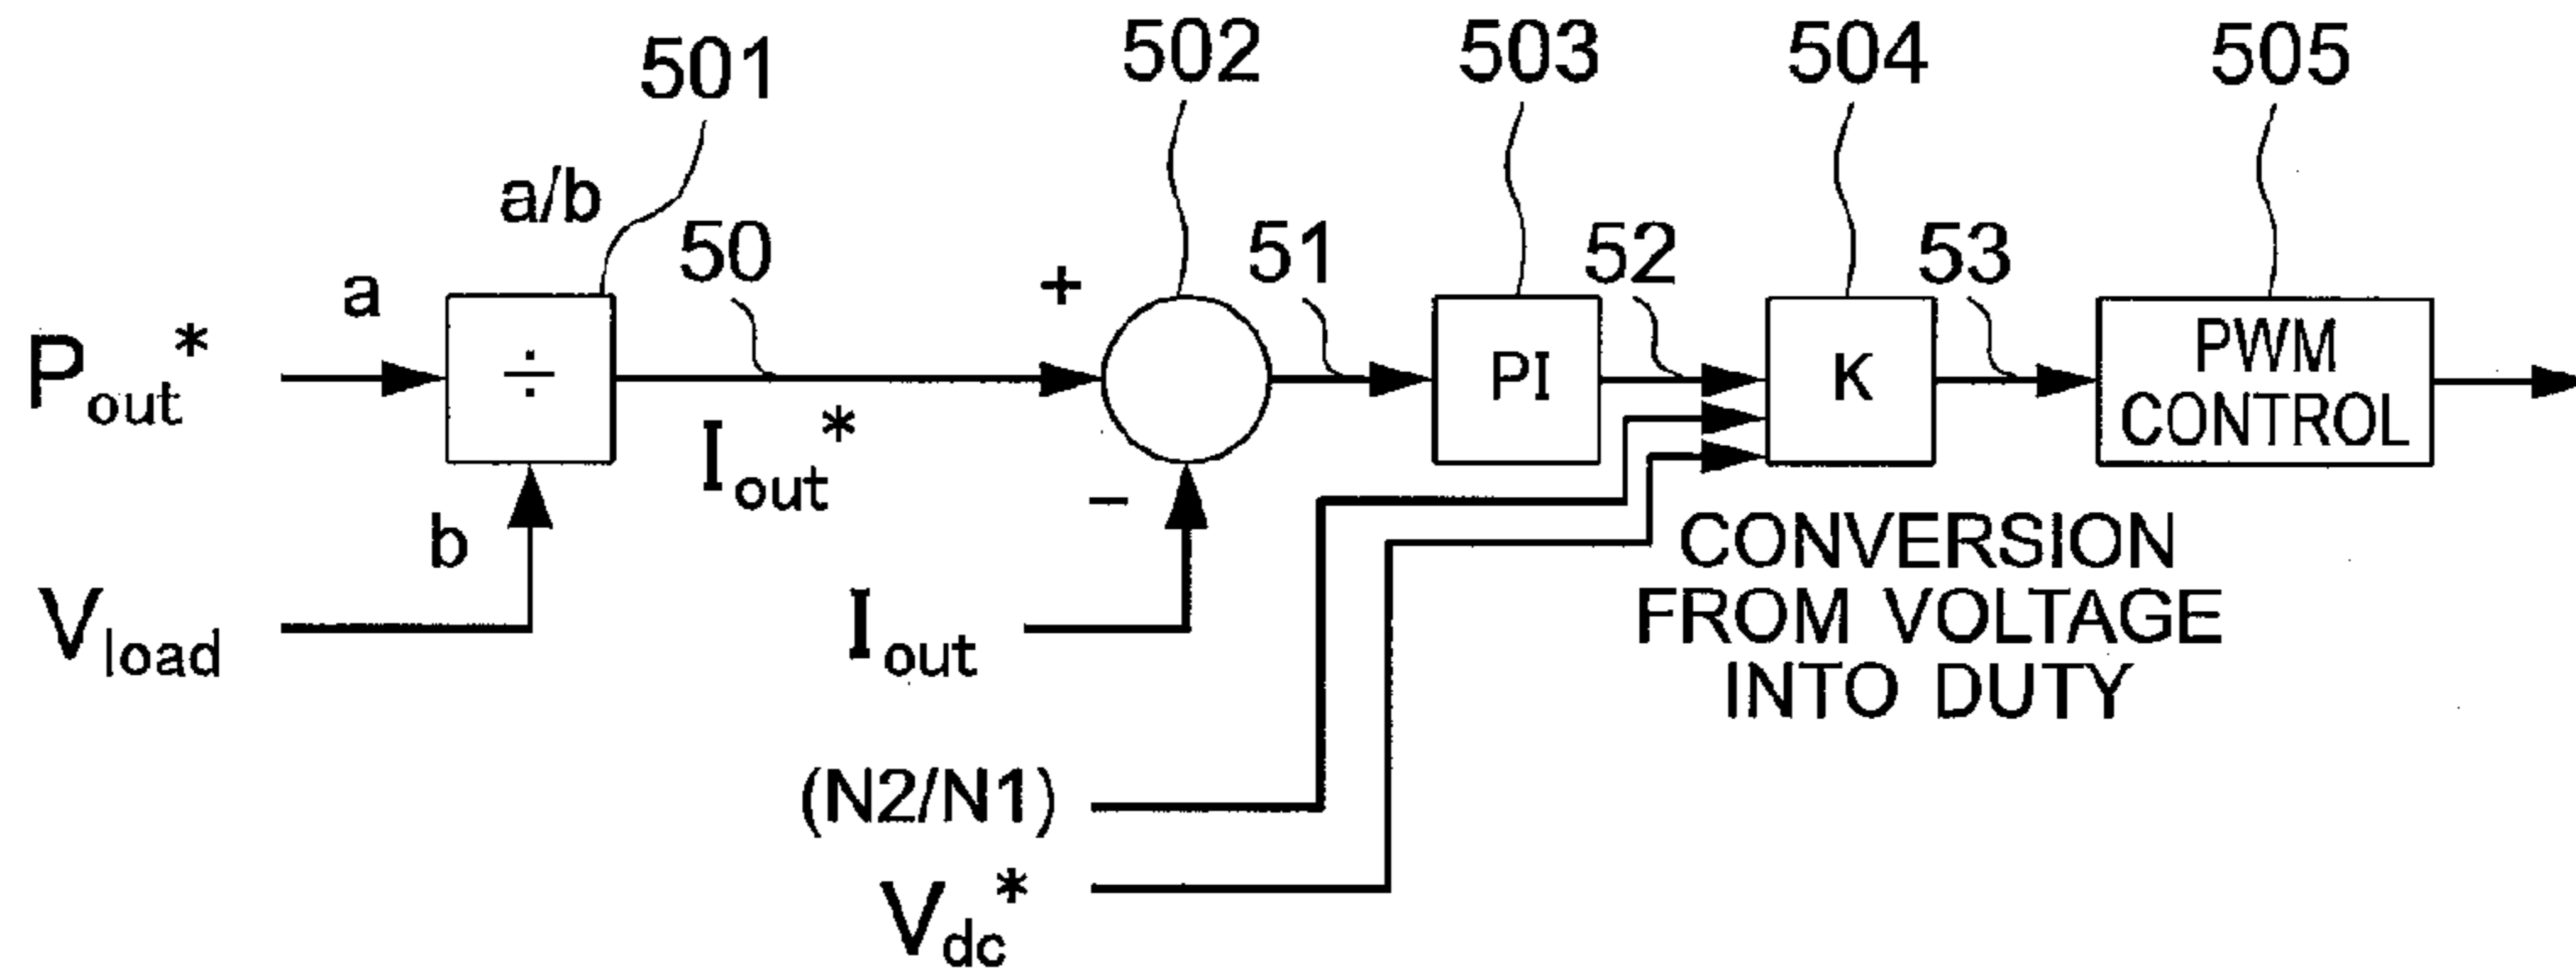 501
502
503
504
505
a/b
50
51
52
53
a
+
P_out*
÷
PI
K
PWM
CONTROL
I_out*
−
b
CONVERSION
FROM VOLTAGE
INTO DUTY
V_load
I_out
(N2/N1)
V_dc*